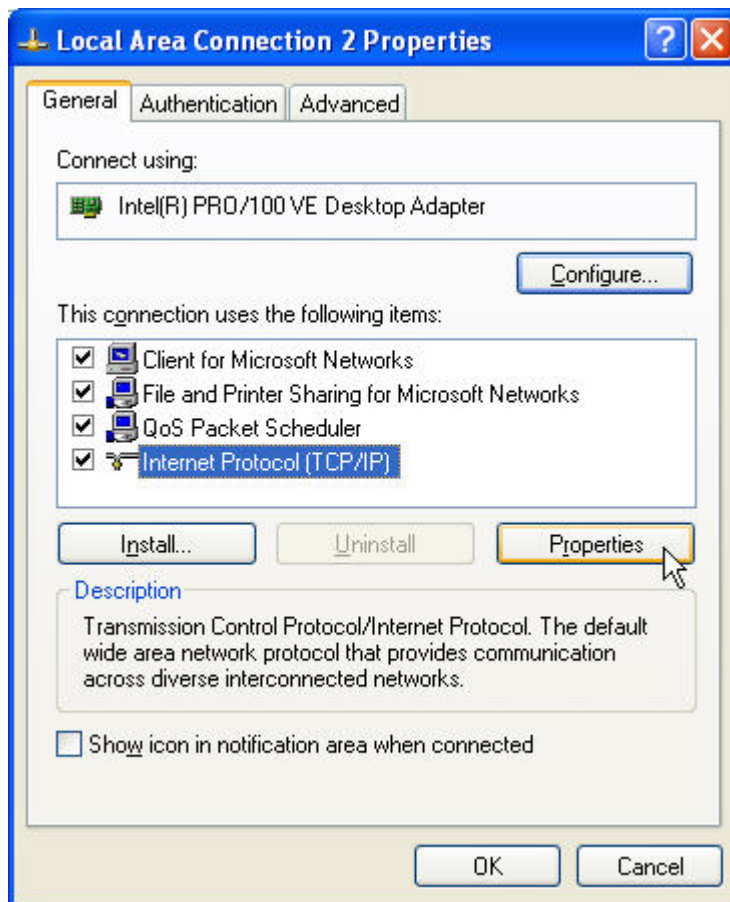 Local Area Connection 2 Properties
General
Authentication
Advanced
Connect using:
Intel(R) PRO/100 VE Desktop Adapter
Configure...
This connection uses the following items:
Client for Microsoft Networks
File and Printer Sharing for Microsoft Networks
QoS Packet Scheduler
Internet Protocol (TCP/IP)
Install...
Uninstall
Properties
Description
Transmission Control Protocol/Internet Protocol. The default
wide area network protocol that provides communication
across diverse interconnected networks.
Show icon in notification area when connected
OK
Cancel